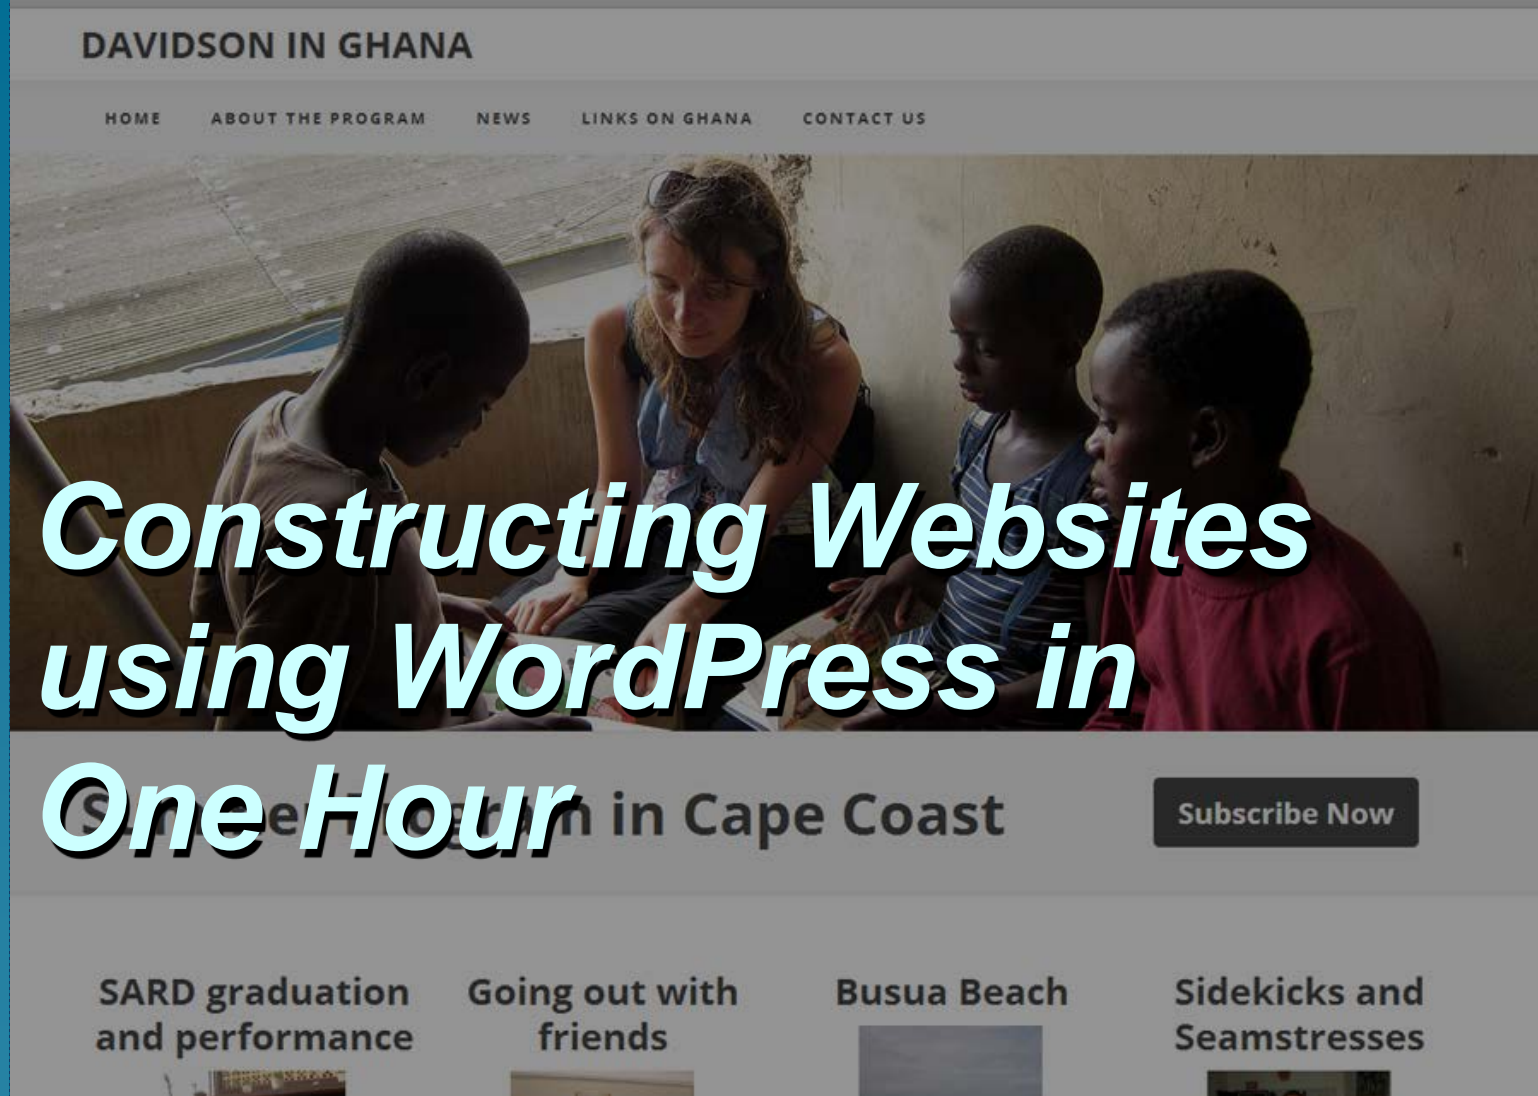 DAVIDSON IN GHANA
HOME ABOUT THE PROGRAM NEWS LINKS ON GHANA CONTACT US
Constructing Websites
using WordPress in
One Hour
in Cape Coast
Subscribe Now
SARD graduation
and performance
Going out with
friends
Busua Beach
Sidekicks and
Seamstresses